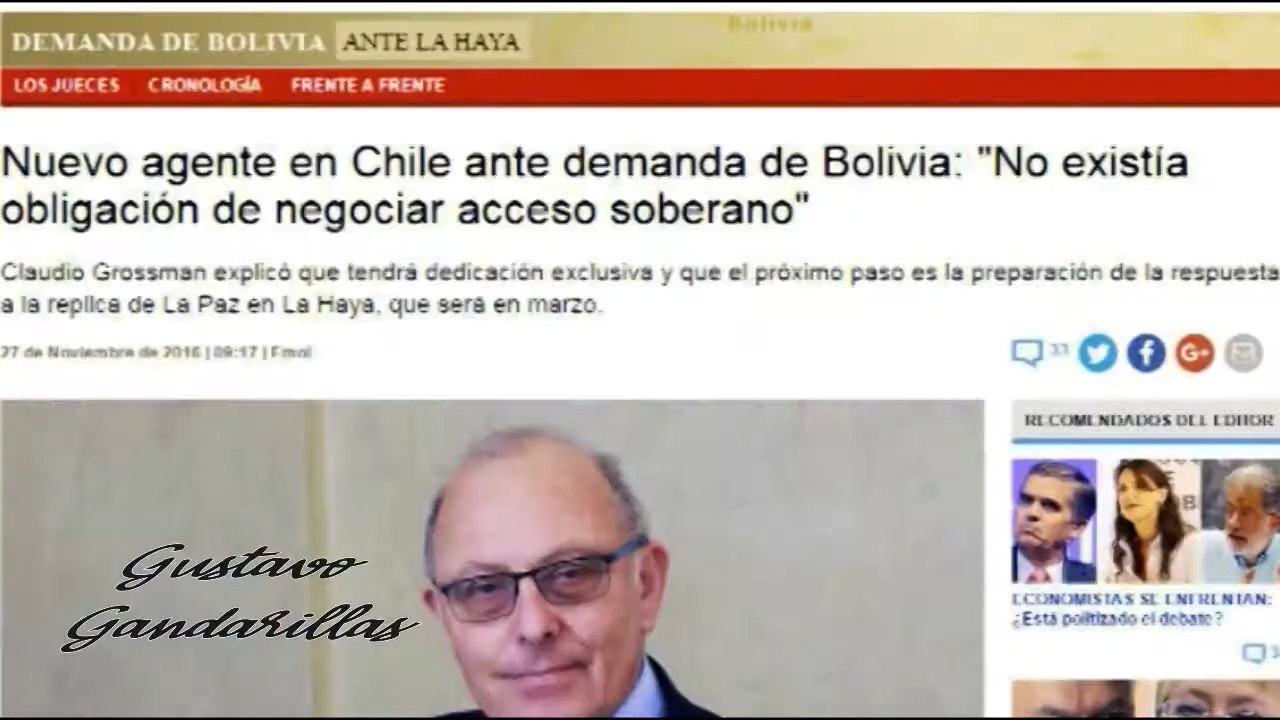 Bolivia
DEMANDA DE BOLIVIA ANTE LA HAYA
LOS JUECES CRONOLOGÍA FRENTE A FRENTE
Nuevo agente en Chile ante demanda de Bolivia: "No existía
obligación de negociar acceso soberano"
Claudio Grossman explicó que tendrá dedicación exclusiva y que el próximo paso es la preparación de la respuesta
a la replica de La Paz en La Haya, que será en marzo.
27 de Noviembre de 2016 | 09:17 | Emol
33
RECOMENDADOS DEL EDITOR
ECONOMISTAS SE ENFRENTAN:
¿Está politizado el debate?
Gustavo
Gandarillas